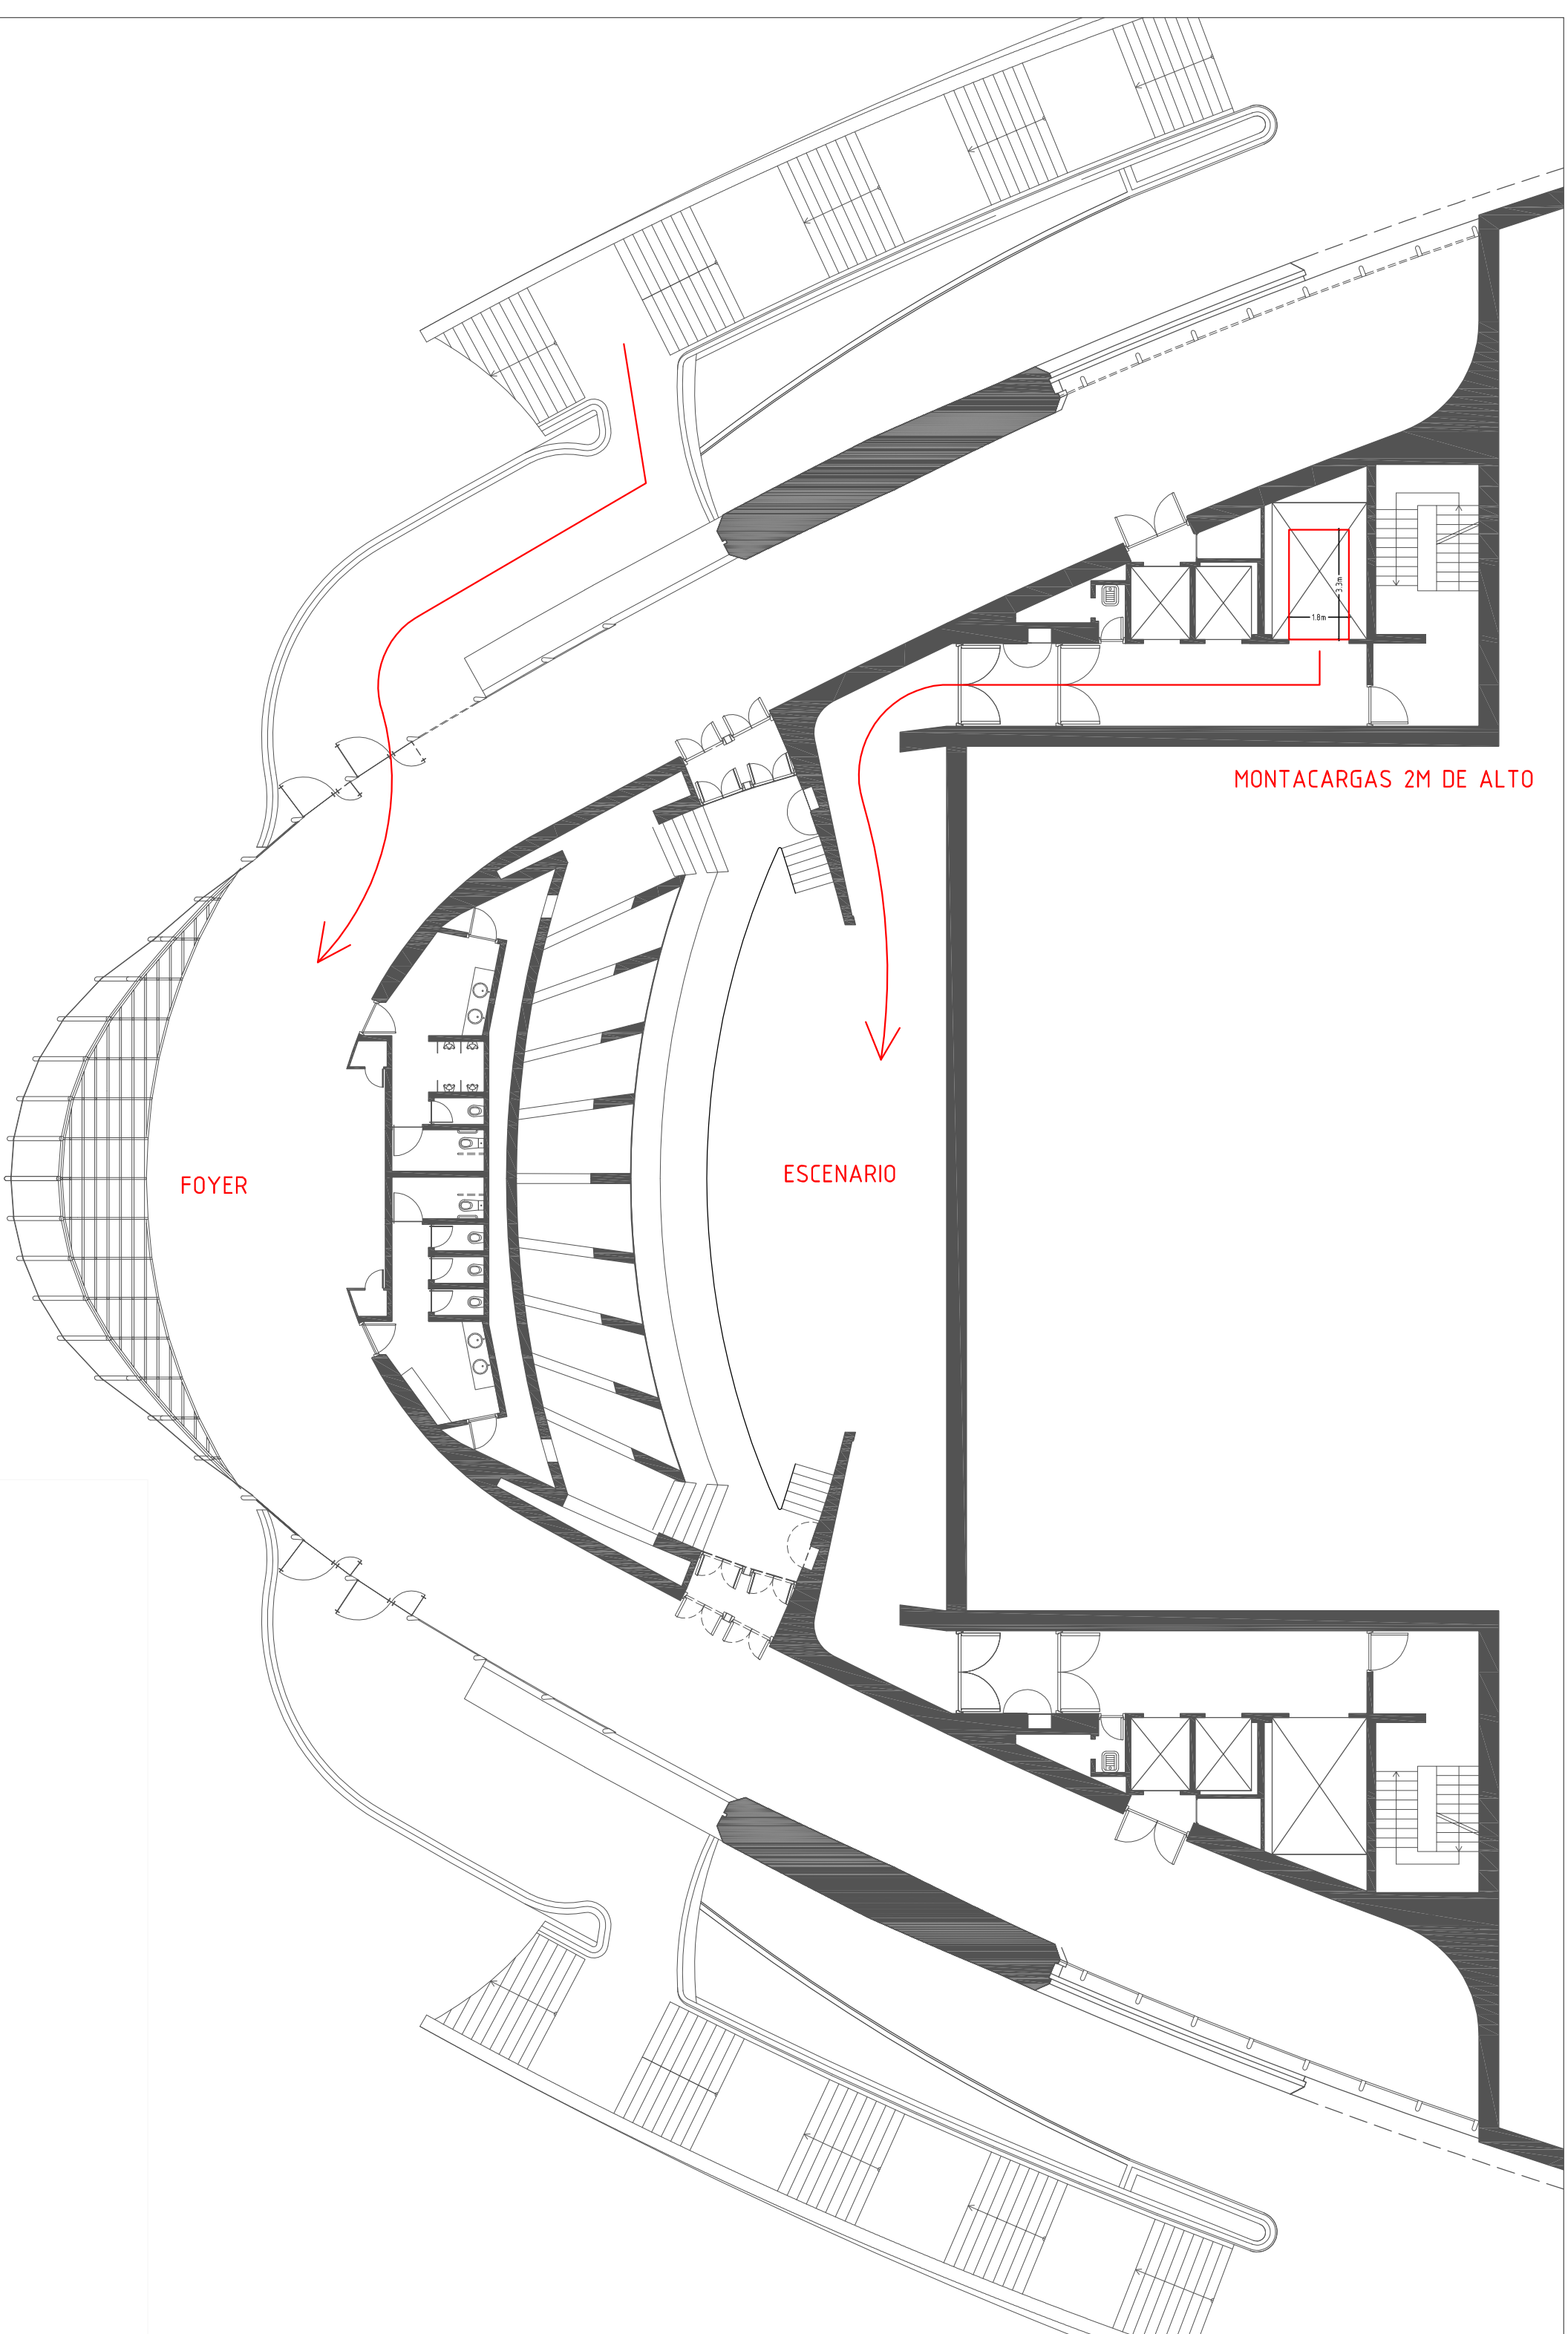 3.3m
1.8m
MONTACARGAS 2M DE ALTO
ESCENARIO
FOYER